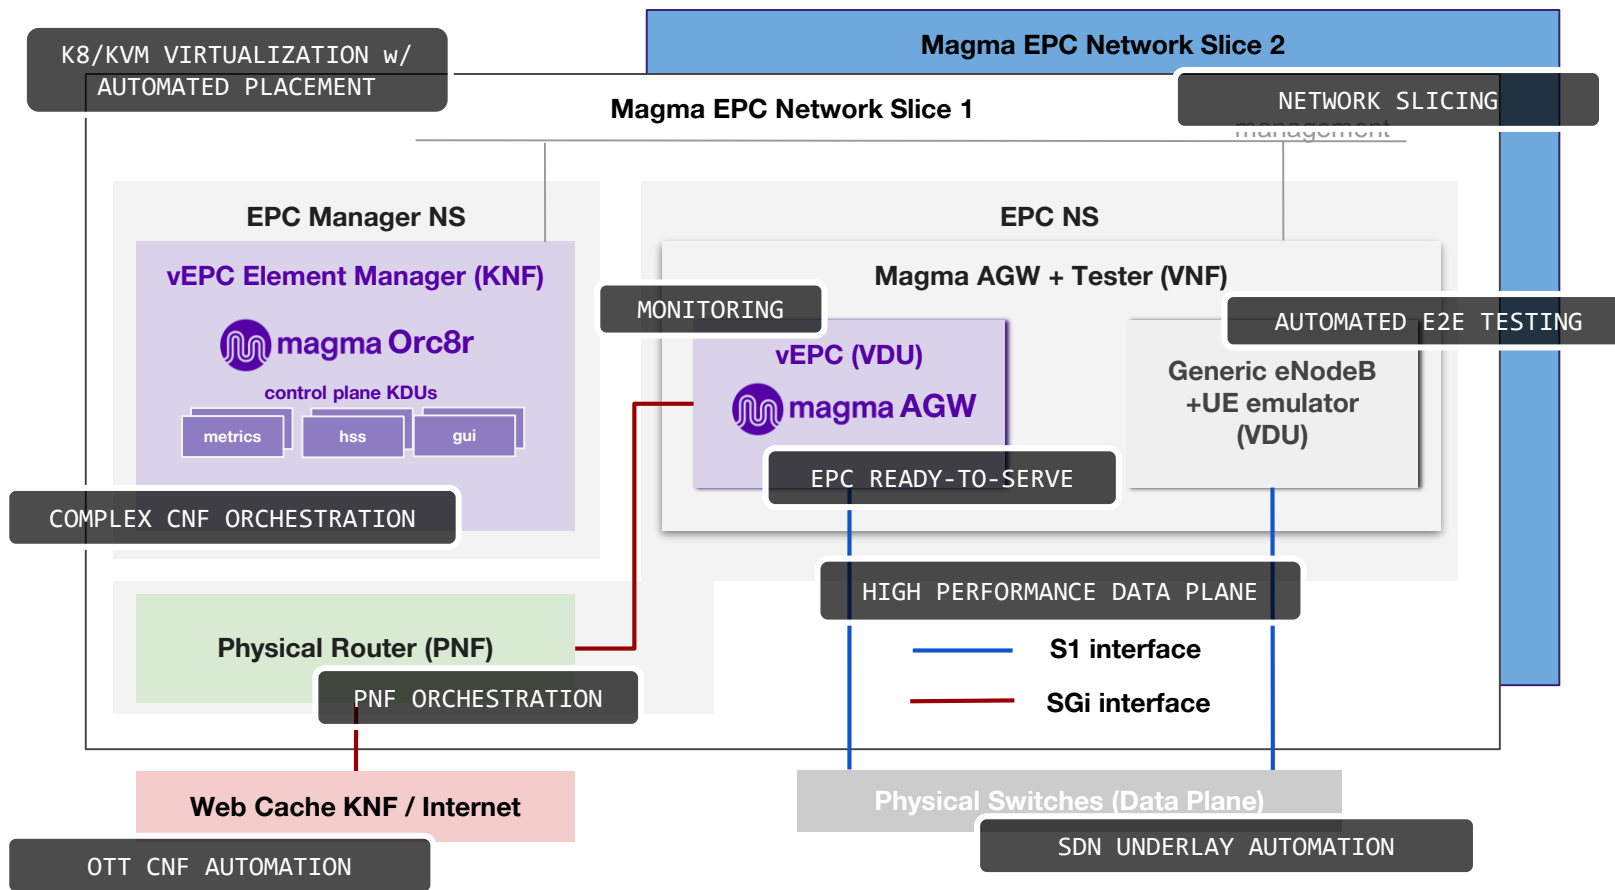 K8/KVM VIRTUALIZATION w/
AUTOMATED PLACEMENT
Magma EPC Network Slice 2
Magma EPC Network Slice 1
NETWORK SLICING
management
EPC Manager NS
EPC NS
vEPC Element Manager (KNF)
Magma AGW + Tester (VNF)
MONITORING
AUTOMATED E2E TESTING
magma Orc8r
vEPC (VDU)
magma AGW
Generic eNodeB
+UE emulator
(VDU)
control plane KDUs
metrics
hss
gui
EPC READY-TO-SERVE
COMPLEX CNF ORCHESTRATION
HIGH PERFORMANCE DATA PLANE
Physical Router (PNF)
S1 interface
PNF ORCHESTRATION
SGi interface
Web Cache KNF / Internet
Physical Switches (Data Plane)
SDN UNDERLAY AUTOMATION
OTT CNF AUTOMATION